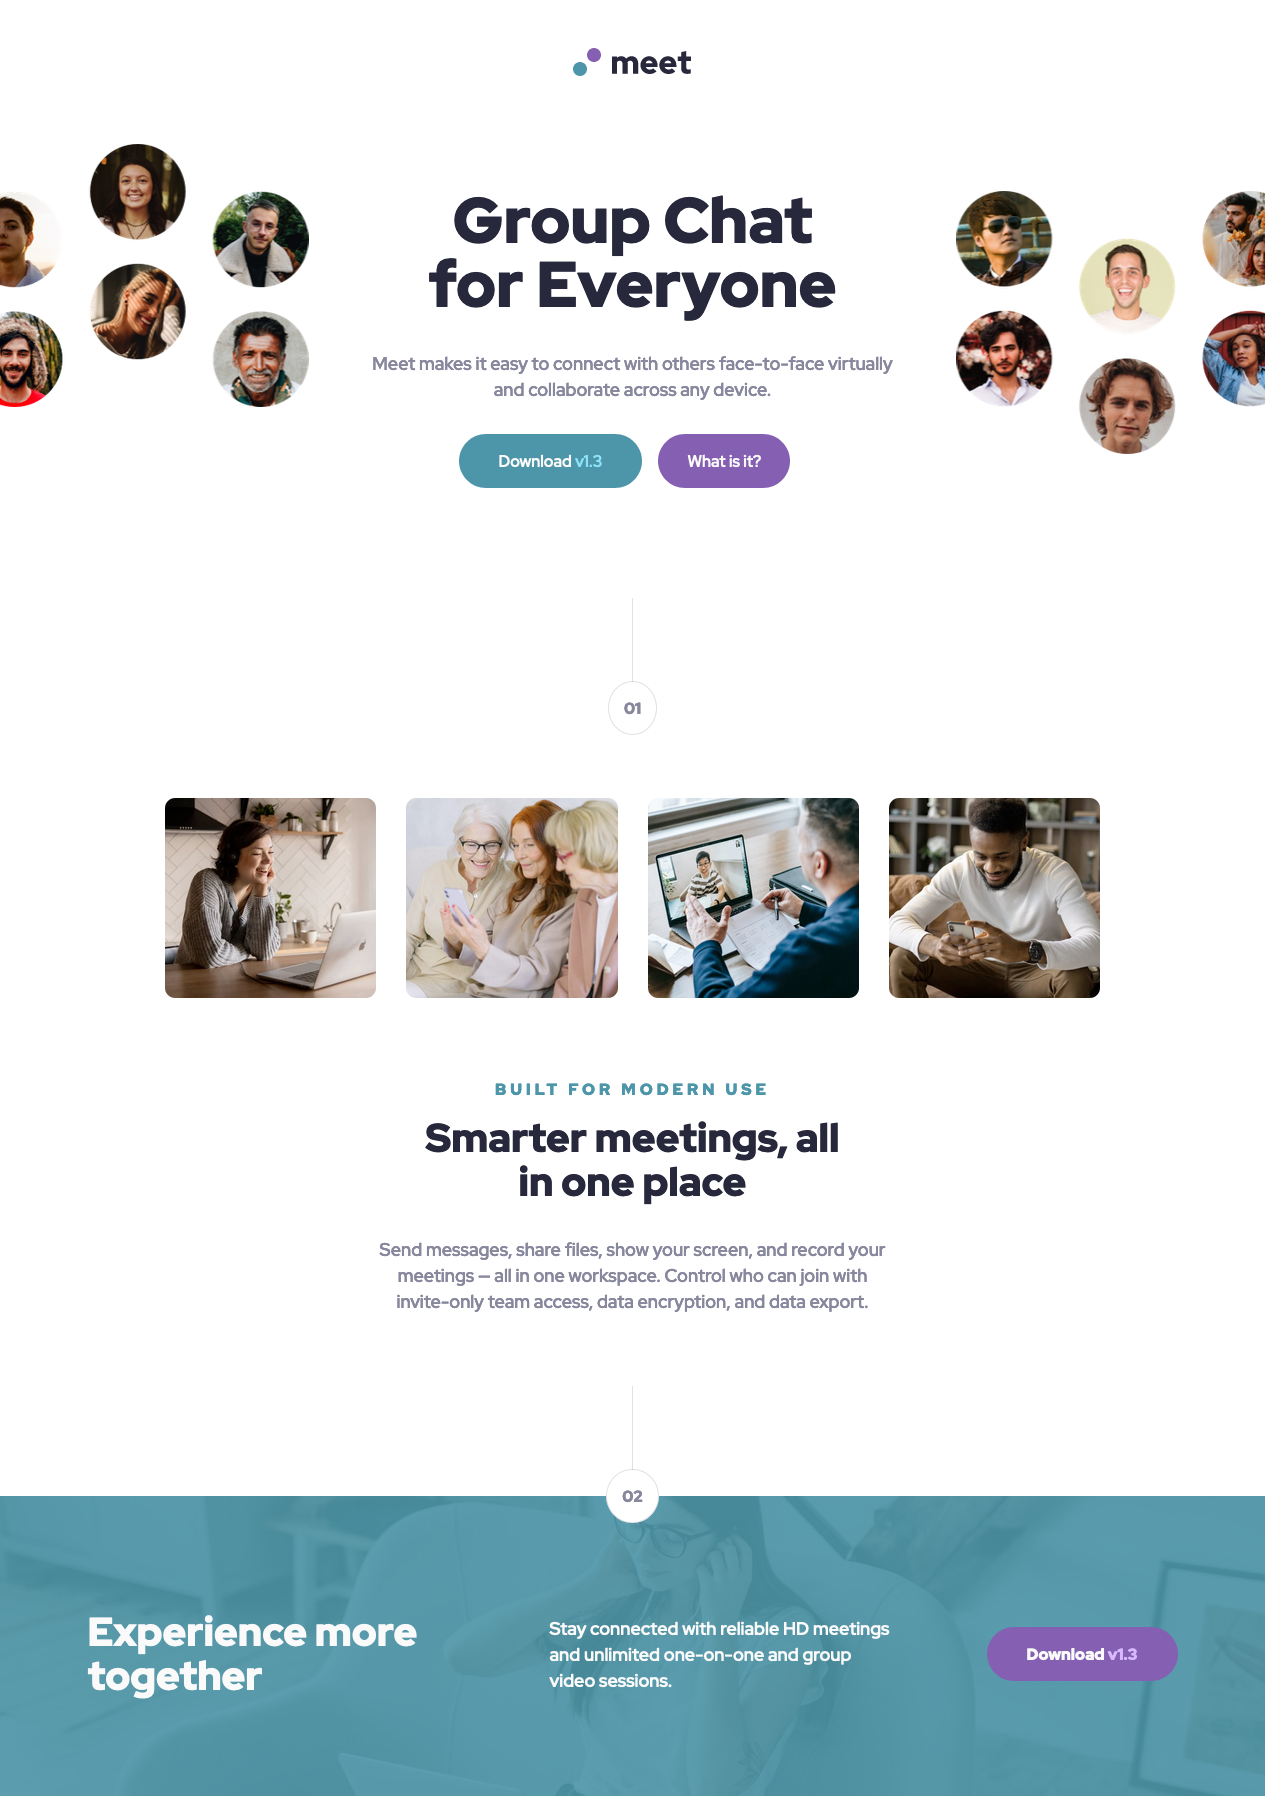 meet
Group Chat
for Everyone
Meet makes it easy to connect with others face-to-face virtually
and collaborate across any device.
Download v1.3
What is it?
01
BUILT FOR MODERN USE
Smarter meetings, all
in one place
Send messages, share files, show your screen, and record your
meetings — all in one workspace. Control who can join with
invite-only team access, data encryption, and data export.
02
Experience more
together
Stay connected with reliable HD meetings
and unlimited one-on-one and group
video sessions.
Download v1.3